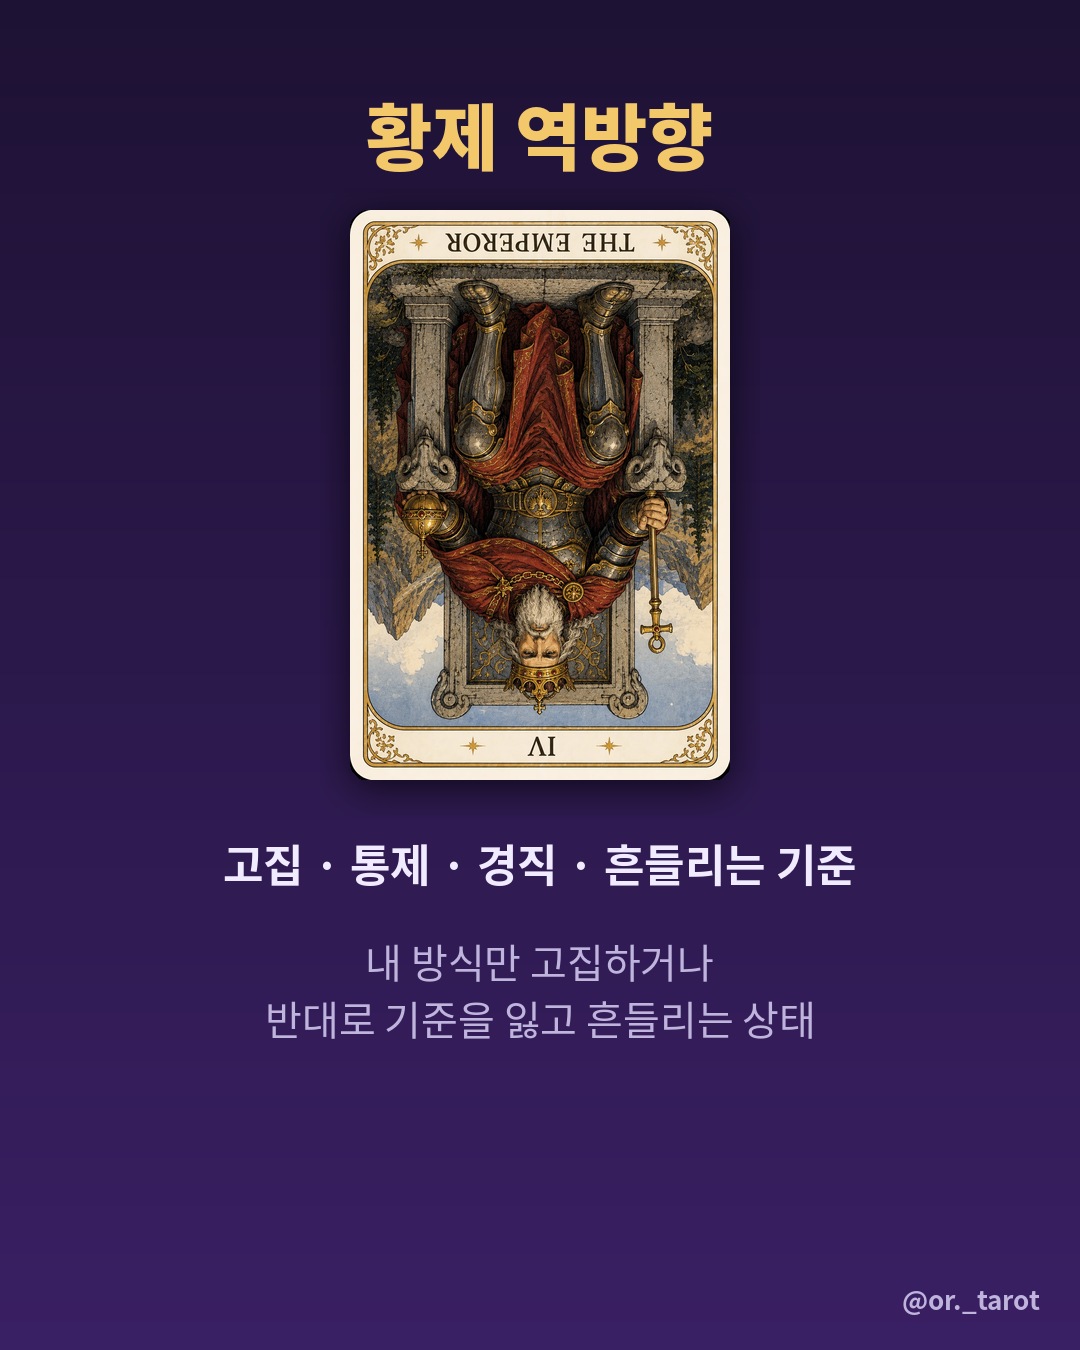 황제 역방향
THE EMPEROR
IV
고집 · 통제 · 경직 · 흔들리는 기준
내 방식만 고집하거나
반대로 기준을 잃고 흔들리는 상태
@or._tarot